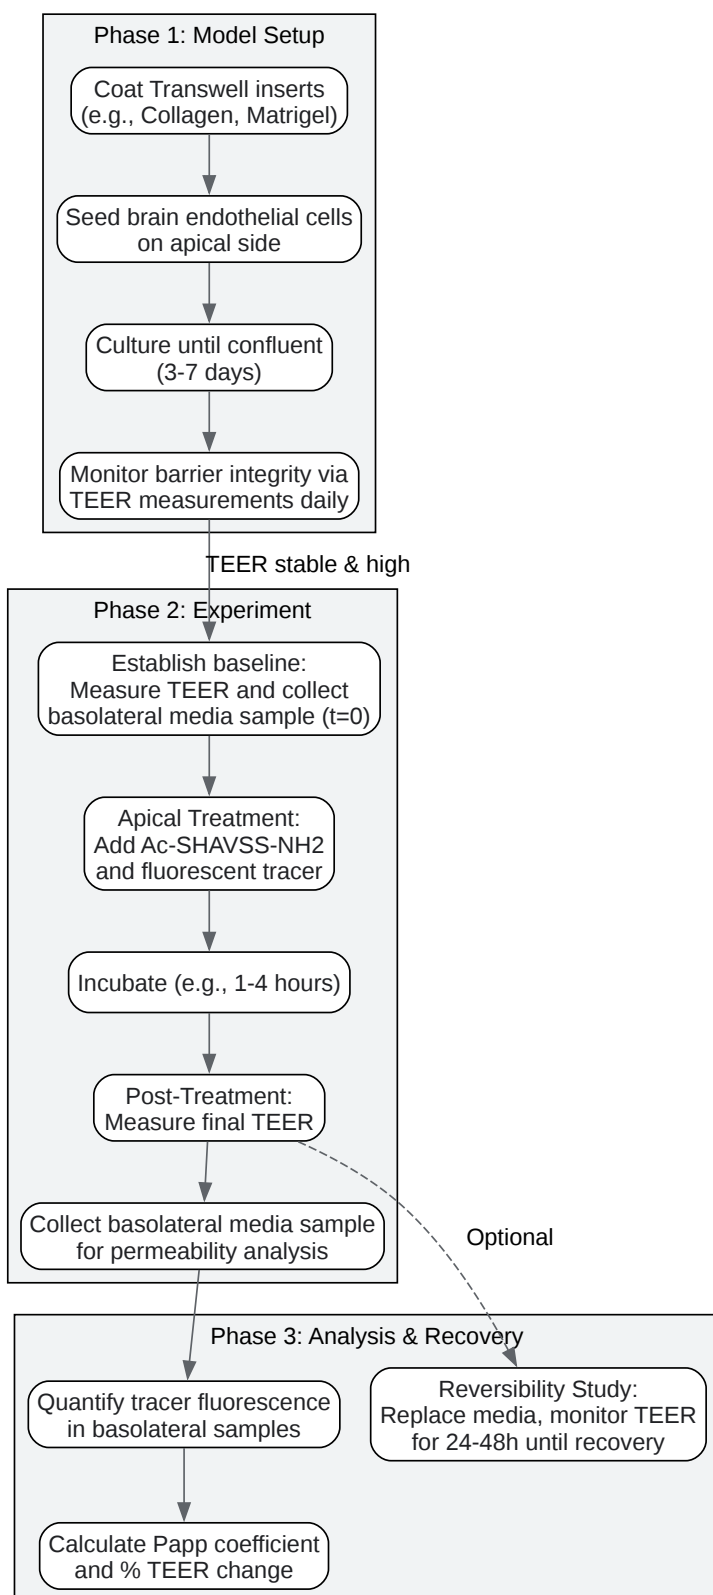 Phase 1: Model Setup
Coat Transwell inserts
(e.g., Collagen, Matrigel)
Seed brain endothelial cells
on apical side
Culture until confluent
(3-7 days)
Monitor barrier integrity via
TEER measurements daily
TEER stable & high
Phase 2: Experiment
Establish baseline:
Measure TEER and collect
basolateral media sample (t=0)
Apical Treatment:
Add Ac-SHAVSS-NH2
and fluorescent tracer
Incubate (e.g., 1-4 hours)
Post-Treatment:
Measure final TEER
Collect basolateral media sample
for permeability analysis
Optional
Phase 3: Analysis & Recovery
Quantify tracer fluorescence
in basolateral samples
Reversibility Study:
Replace media, monitor TEER
for 24-48h until recovery
Calculate Papp coefficient
and % TEER change